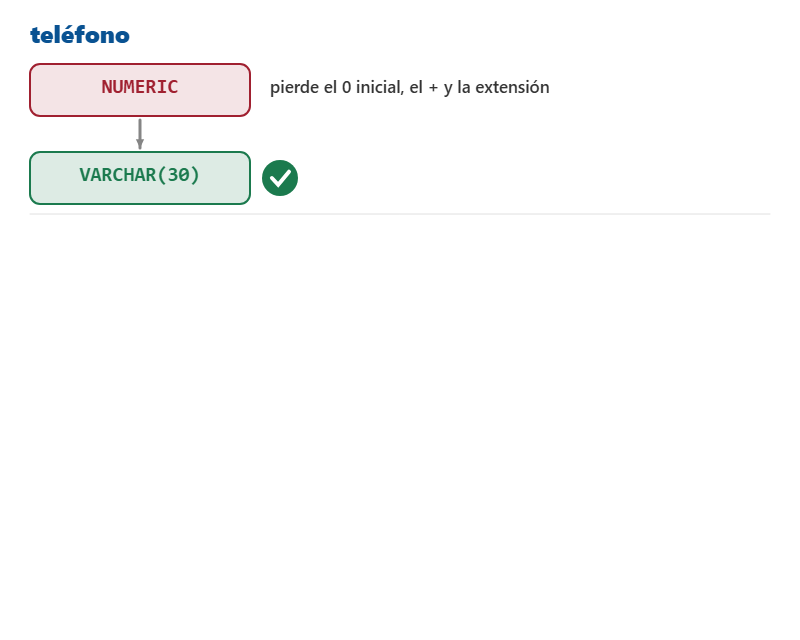 teléfono
NUMERIC
pierde el 0 inicial, el + y la extensión
VARCHAR(30)